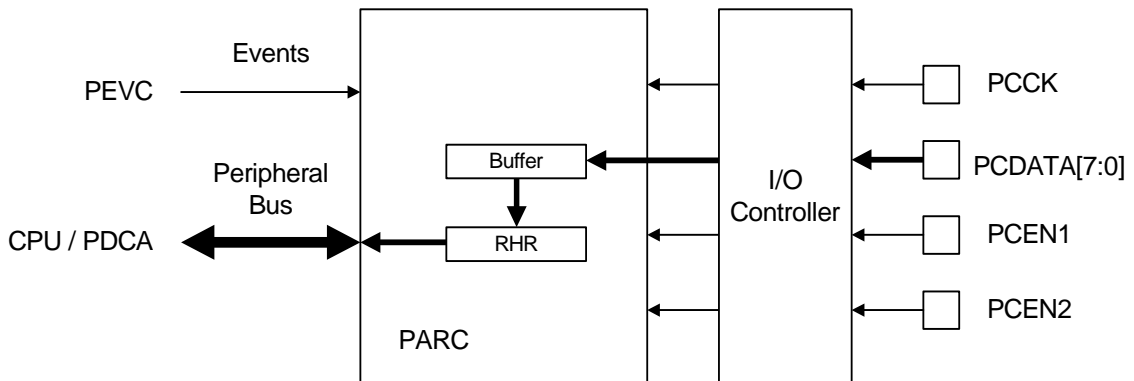 Events
PEVC
PCCK
Buffer
PCDATA[7:0]
Peripheral
Bus
I/O
Controller
CPU / PDCA
RHR
PCEN1
PCEN2
PARC